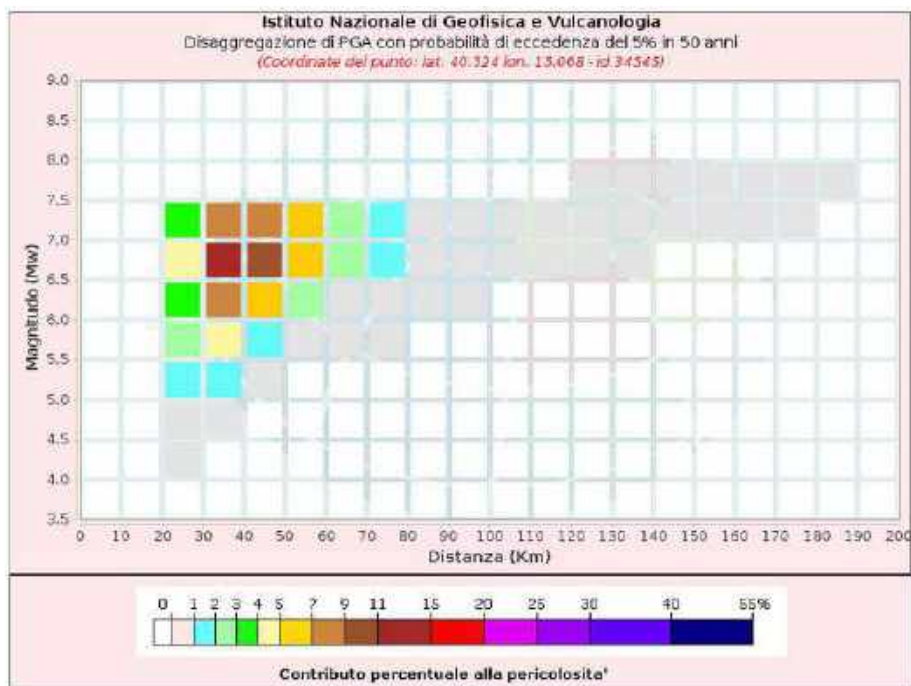 Istituto Nazionale di Geofisica e Vulcanologia
Disaggregazione di PGA con probabilità di eccedenza del 5% in 50 anni
(Coordinate del punto: lat. 40.324 lon. 15.068 - id.34545)
Magnitudo (Mw)
9.0
8.5
8.0
7.5
7.0
6.5
6.0
5.5
5.0
4.5
4.0
3.5
0 10 20 30 40 50 60 70 80 90 100 110 120 130 140 150 160 170 180 190 200
Distanza (Km)
0 1 2 3 4 5 7 9 11 15 20 25 30 40 55%
Contributo percentuale alla pericolosita'